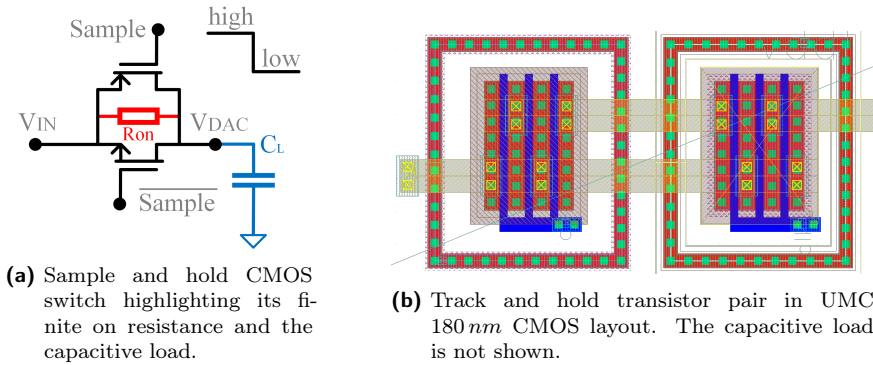 Sample
high
low
VIN
Ron
VDAC
CL
Sample
(a) Sample and hold CMOS
switch highlighting its fi-
nite on resistance and the
capacitive load.
(b) Track and hold transistor pair in UMC
180 nm CMOS layout. The capacitive load
is not shown.